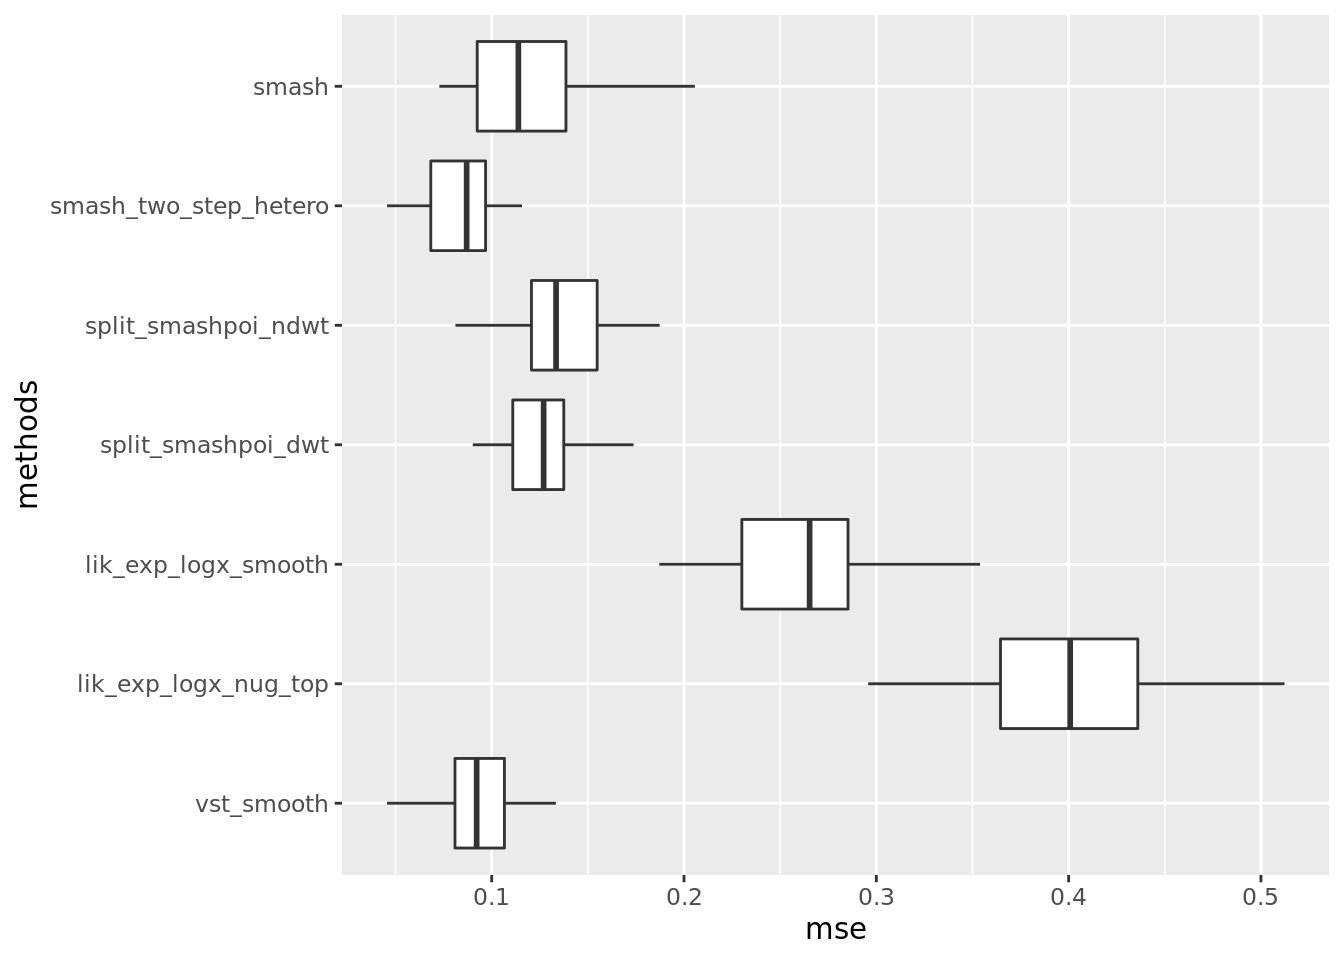 methods
smash
smash_two_step_hetero
split_smashpoi_ndwt
split_smashpoi_dwt
lik_exp_logx_smooth
lik_exp_logx_nug_top
vst_smooth
0.1 0.2 0.3 0.4 0.5
mse